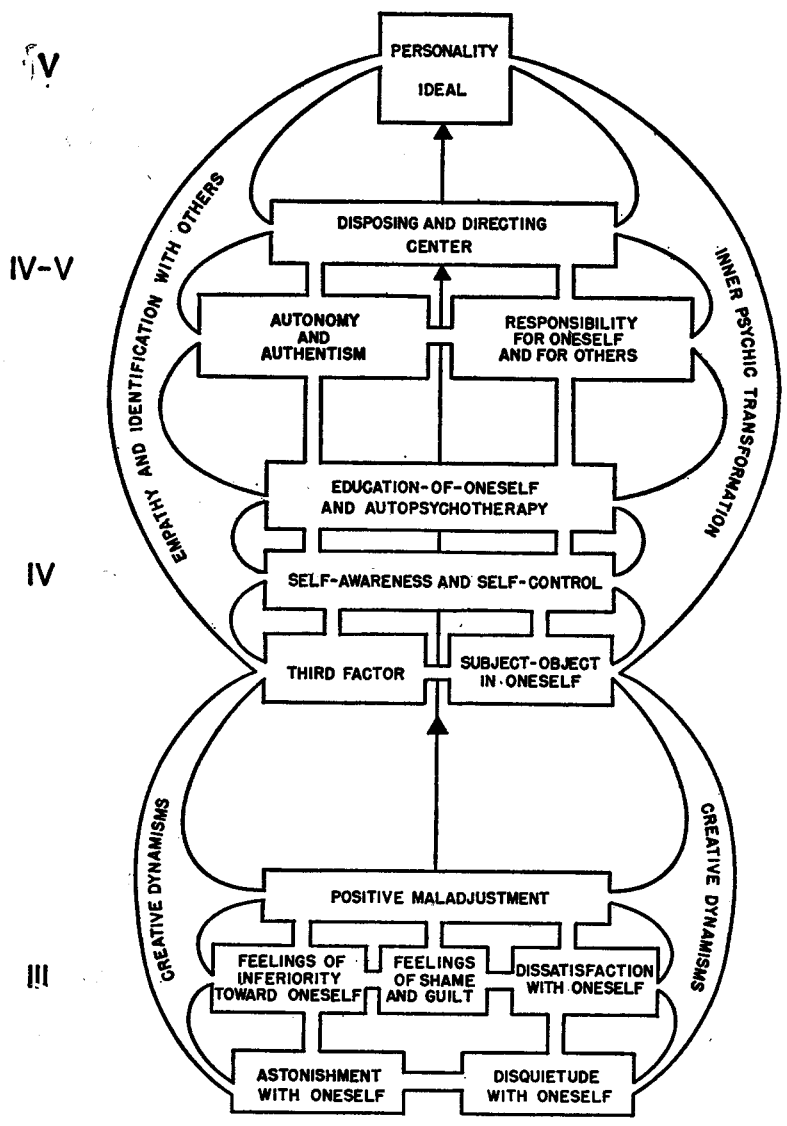 V
PERSONALITY
IDEAL
EMPATHY AND IDENTIFICATION WITH OTHERS
INNER PSYCHIC TRANSFORMATION
DISPOSING AND DIRECTING
CENTER
IV-V
AUTONOMY
AND
AUTHENTISM
RESPONSIBILITY
FOR ONESELF
AND FOR OTHERS
EDUCATION-OF-ONESELF
AND AUTOPSYCHOTHERAPY
IV
SELF-AWARENESS AND SELF-CONTROL
THIRD FACTOR
SUBJECT-OBJECT
IN ONESELF
CREATIVE DYNAMISMS
CREATIVE DYNAMISMS
POSITIVE MALADJUSTMENT
III
FEELINGS OF
INFERIORITY
TOWARD ONESELF
FEELINGS
OF SHAME
AND GUILT
DISSATISFACTION
WITH ONESELF
ASTONISHMENT
WITH ONESELF
DISQUIETUDE
WITH ONESELF